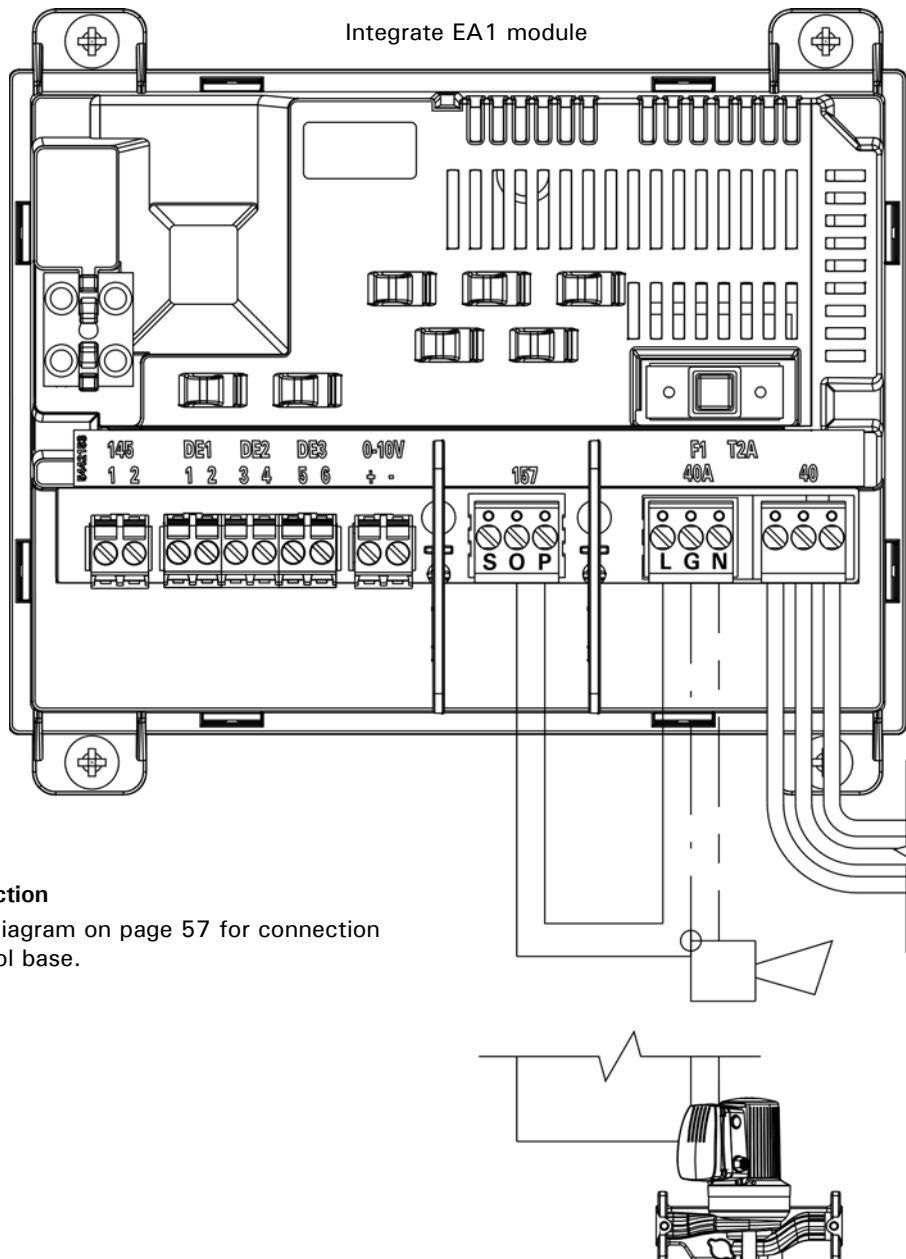 Integrate EA1 module
5442153
145 DE1 DE2 DE3 0-10V 157 F1 T2A
40A 40
1 2 1 2 3 4 5 6 + -
S O P L G N
ction
iagram on page 57 for connection
ol base.